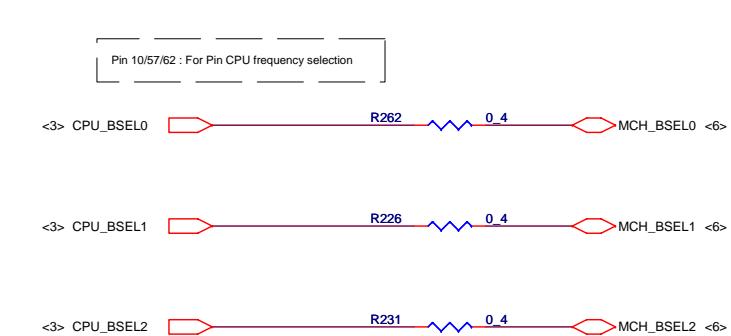 Pin 10/57/62 : For Pin CPU frequency selection
<3> CPU_BSEL0 R262 0_4 MCH_BSEL0 <6>
<3> CPU_BSEL1 R226 0_4 MCH_BSEL1 <6>
<3> CPU_BSEL2 R231 0_4 MCH_BSEL2 <6>